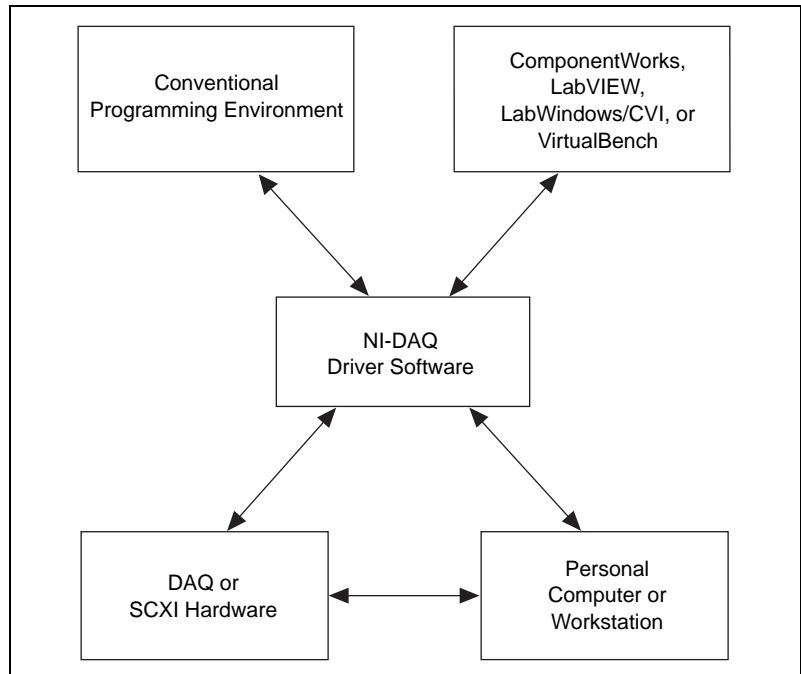 Conventional
Programming Environment
ComponentWorks,
LabVIEW,
LabWindows/CVI, or
VirtualBench
NI-DAQ
Driver Software
DAQ or
SCXI Hardware
Personal
Computer or
Workstation